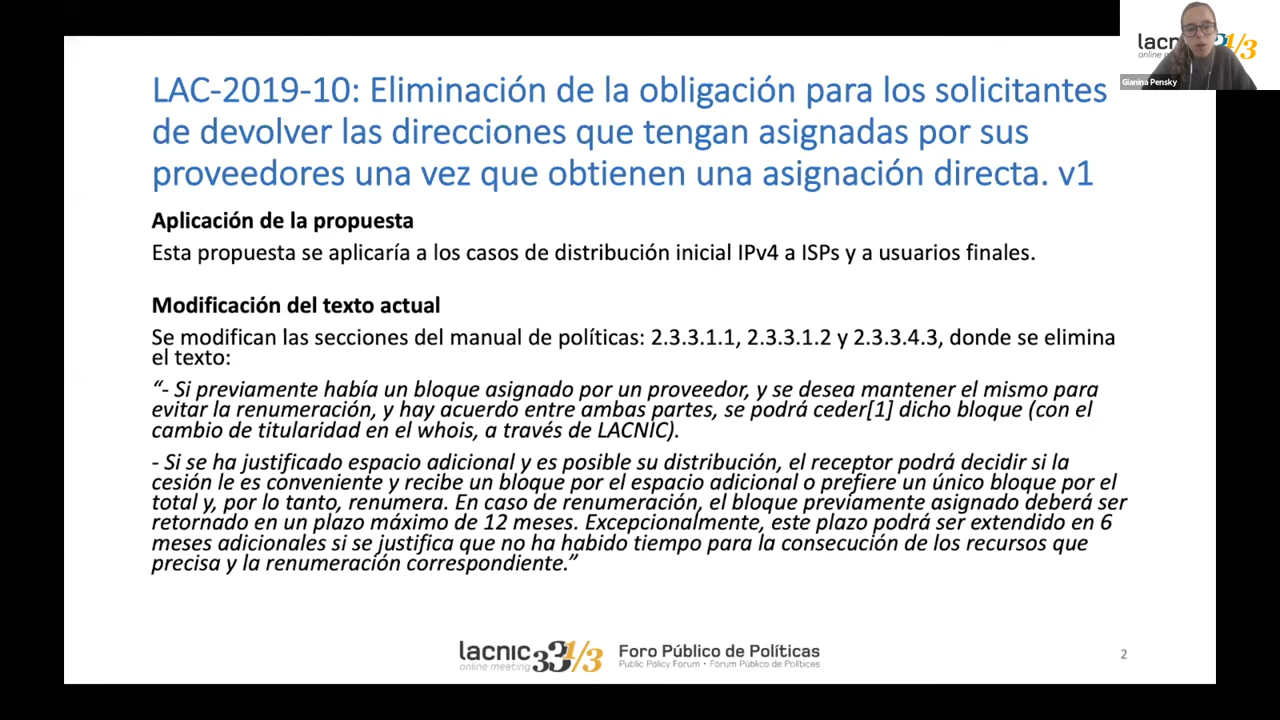 LAC-2019-10: Eliminación de la obligación para los solicitantes
de devolver las direcciones que tengan asignadas por sus
proveedores una vez que obtienen una asignación directa. v1
Aplicación de la propuesta
Esta propuesta se aplicaría a los casos de distribución inicial IPv4 a ISPs y a usuarios finales.
Modificación del texto actual
Se modifican las secciones del manual de políticas: 2.3.3.1.1, 2.3.3.1.2 y 2.3.3.4.3, donde se elimina
el texto:
“- Si previamente había un bloque asignado por un proveedor, y se desea mantener el mismo para
evitar la renumeración, y hay acuerdo entre ambas partes, se podrá ceder[1] dicho bloque (con el
cambio de titularidad en el whois, a través de LACNIC).
- Si se ha justificado espacio adicional y es posible su distribución, el receptor podrá decidir si la
cesión le es conveniente y recibe un bloque por el espacio adicional o prefiere un único bloque por el
total y, por lo tanto, renumera. En caso de renumeración, el bloque previamente asignado deberá ser
retornado en un plazo máximo de 12 meses. Excepcionalmente, este plazo podrá ser extendido en 6
meses adicionales si se justifica que no ha habido tiempo para la consecución de los recursos que
precisa y la renumeración correspondiente.”
lacnic 33 1/3
online meeting
Foro Público de Políticas
Public Policy Forum • Fórum Público de Políticas
2
Gianina Pensky